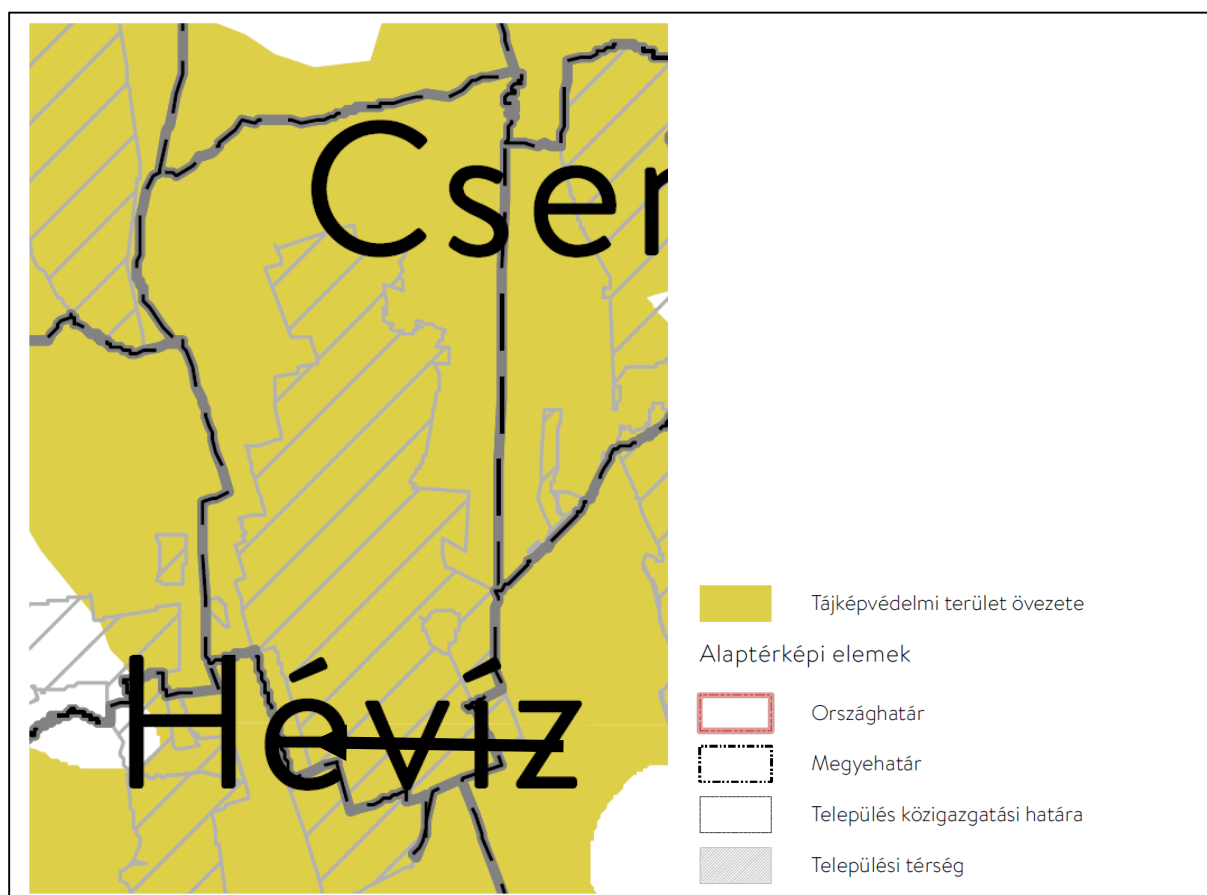 Cser
Hévíz
Tájképvédelmi terület övezete
Alaptérképi elemek
Országhatár
Megyehatár
Település közigazgatási határa
Települési térség